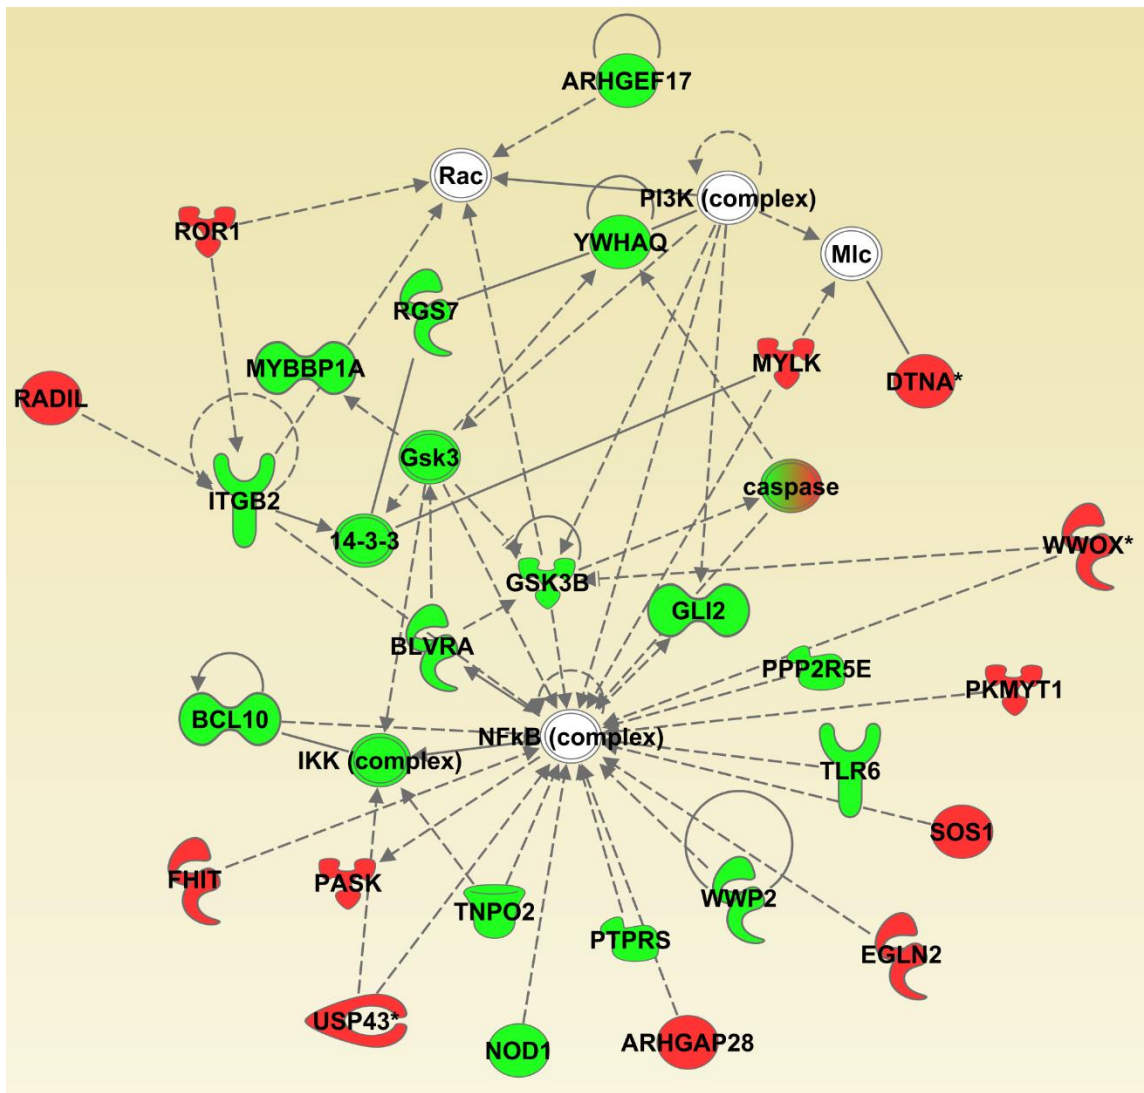 ARHGEF17
Rac
PI3K (complex)
ROR1
YWHAQ
Mlc
RGS7
MYBBP1A
MYLK
DTNA*
RADIL
Gsk3
ITGB2
caspase
14-3-3
WWOX*
GSK3B
GLI2
BLVRA
PPP2R5E
PKMYT1
BCL10
NFkB (complex)
IKK (complex)
TLR6
SOS1
FHIT
PASK
TNPO2
WWP2
PTPRS
EGLN2
USP43*
NOD1
ARHGAP28